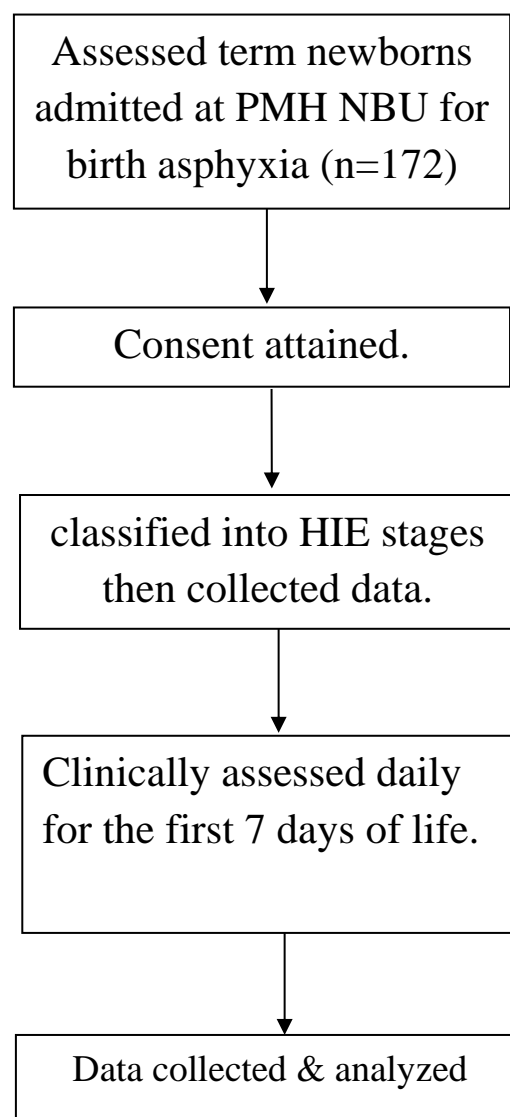 Assessed term newborns
admitted at PMH NBU for
birth asphyxia (n=172)
Consent attained.
classified into HIE stages
then collected data.
Clinically assessed daily
for the first 7 days of life.
Data collected & analyzed